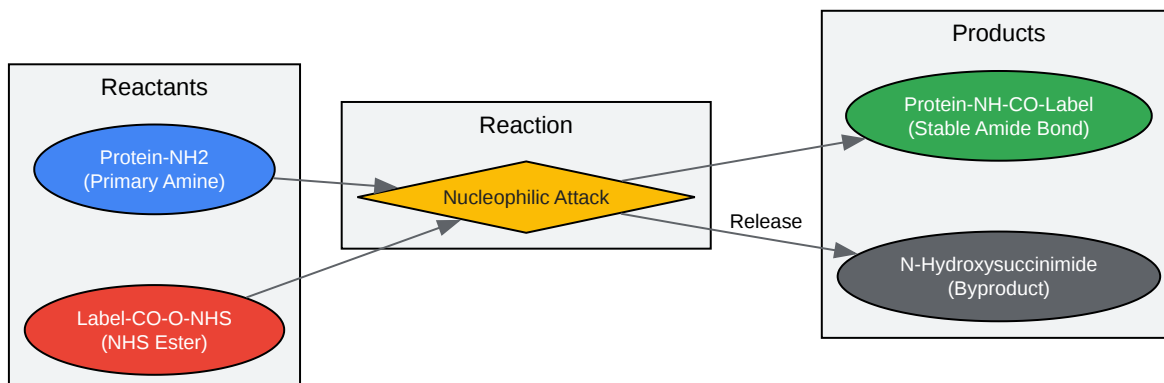 Reactants
Protein-NH2
(Primary Amine)
Label-CO-O-NHS
(NHS Ester)
Reaction
Nucleophilic Attack
Release
Products
Protein-NH-CO-Label
(Stable Amide Bond)
N-Hydroxysuccinimide
(Byproduct)